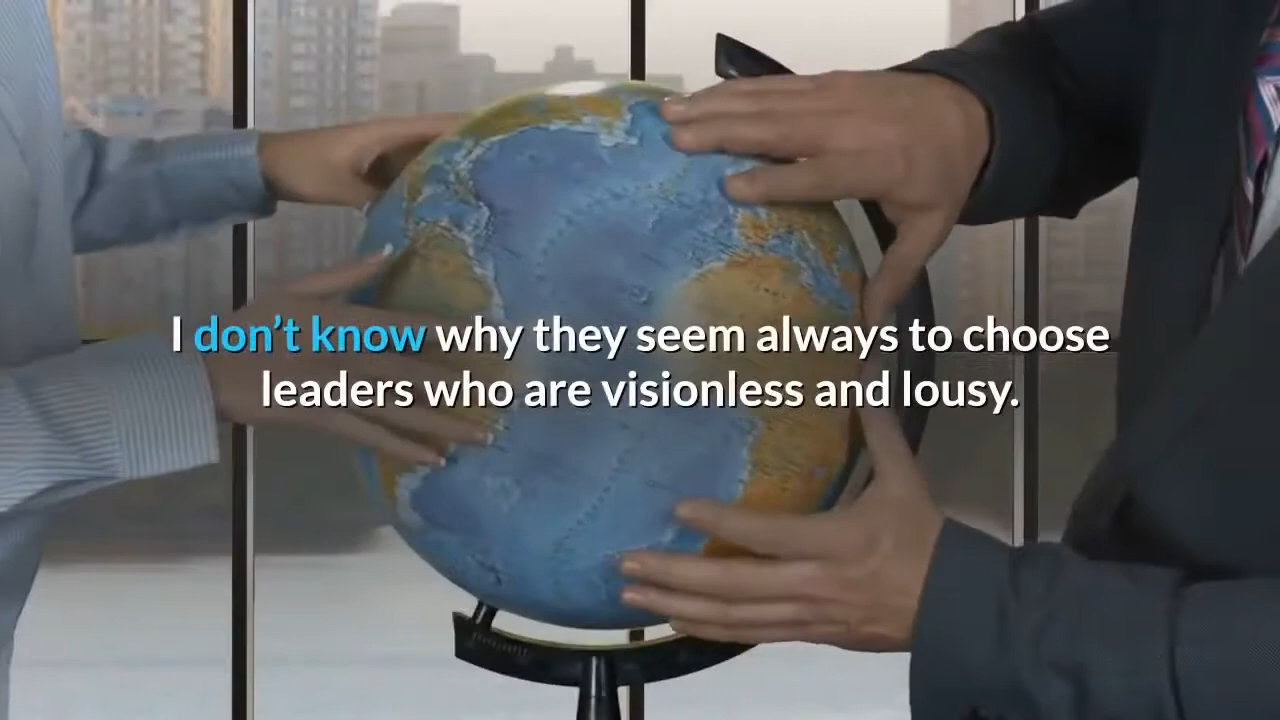 I don’t know why they seem always to choose
leaders who are visionless and lousy.